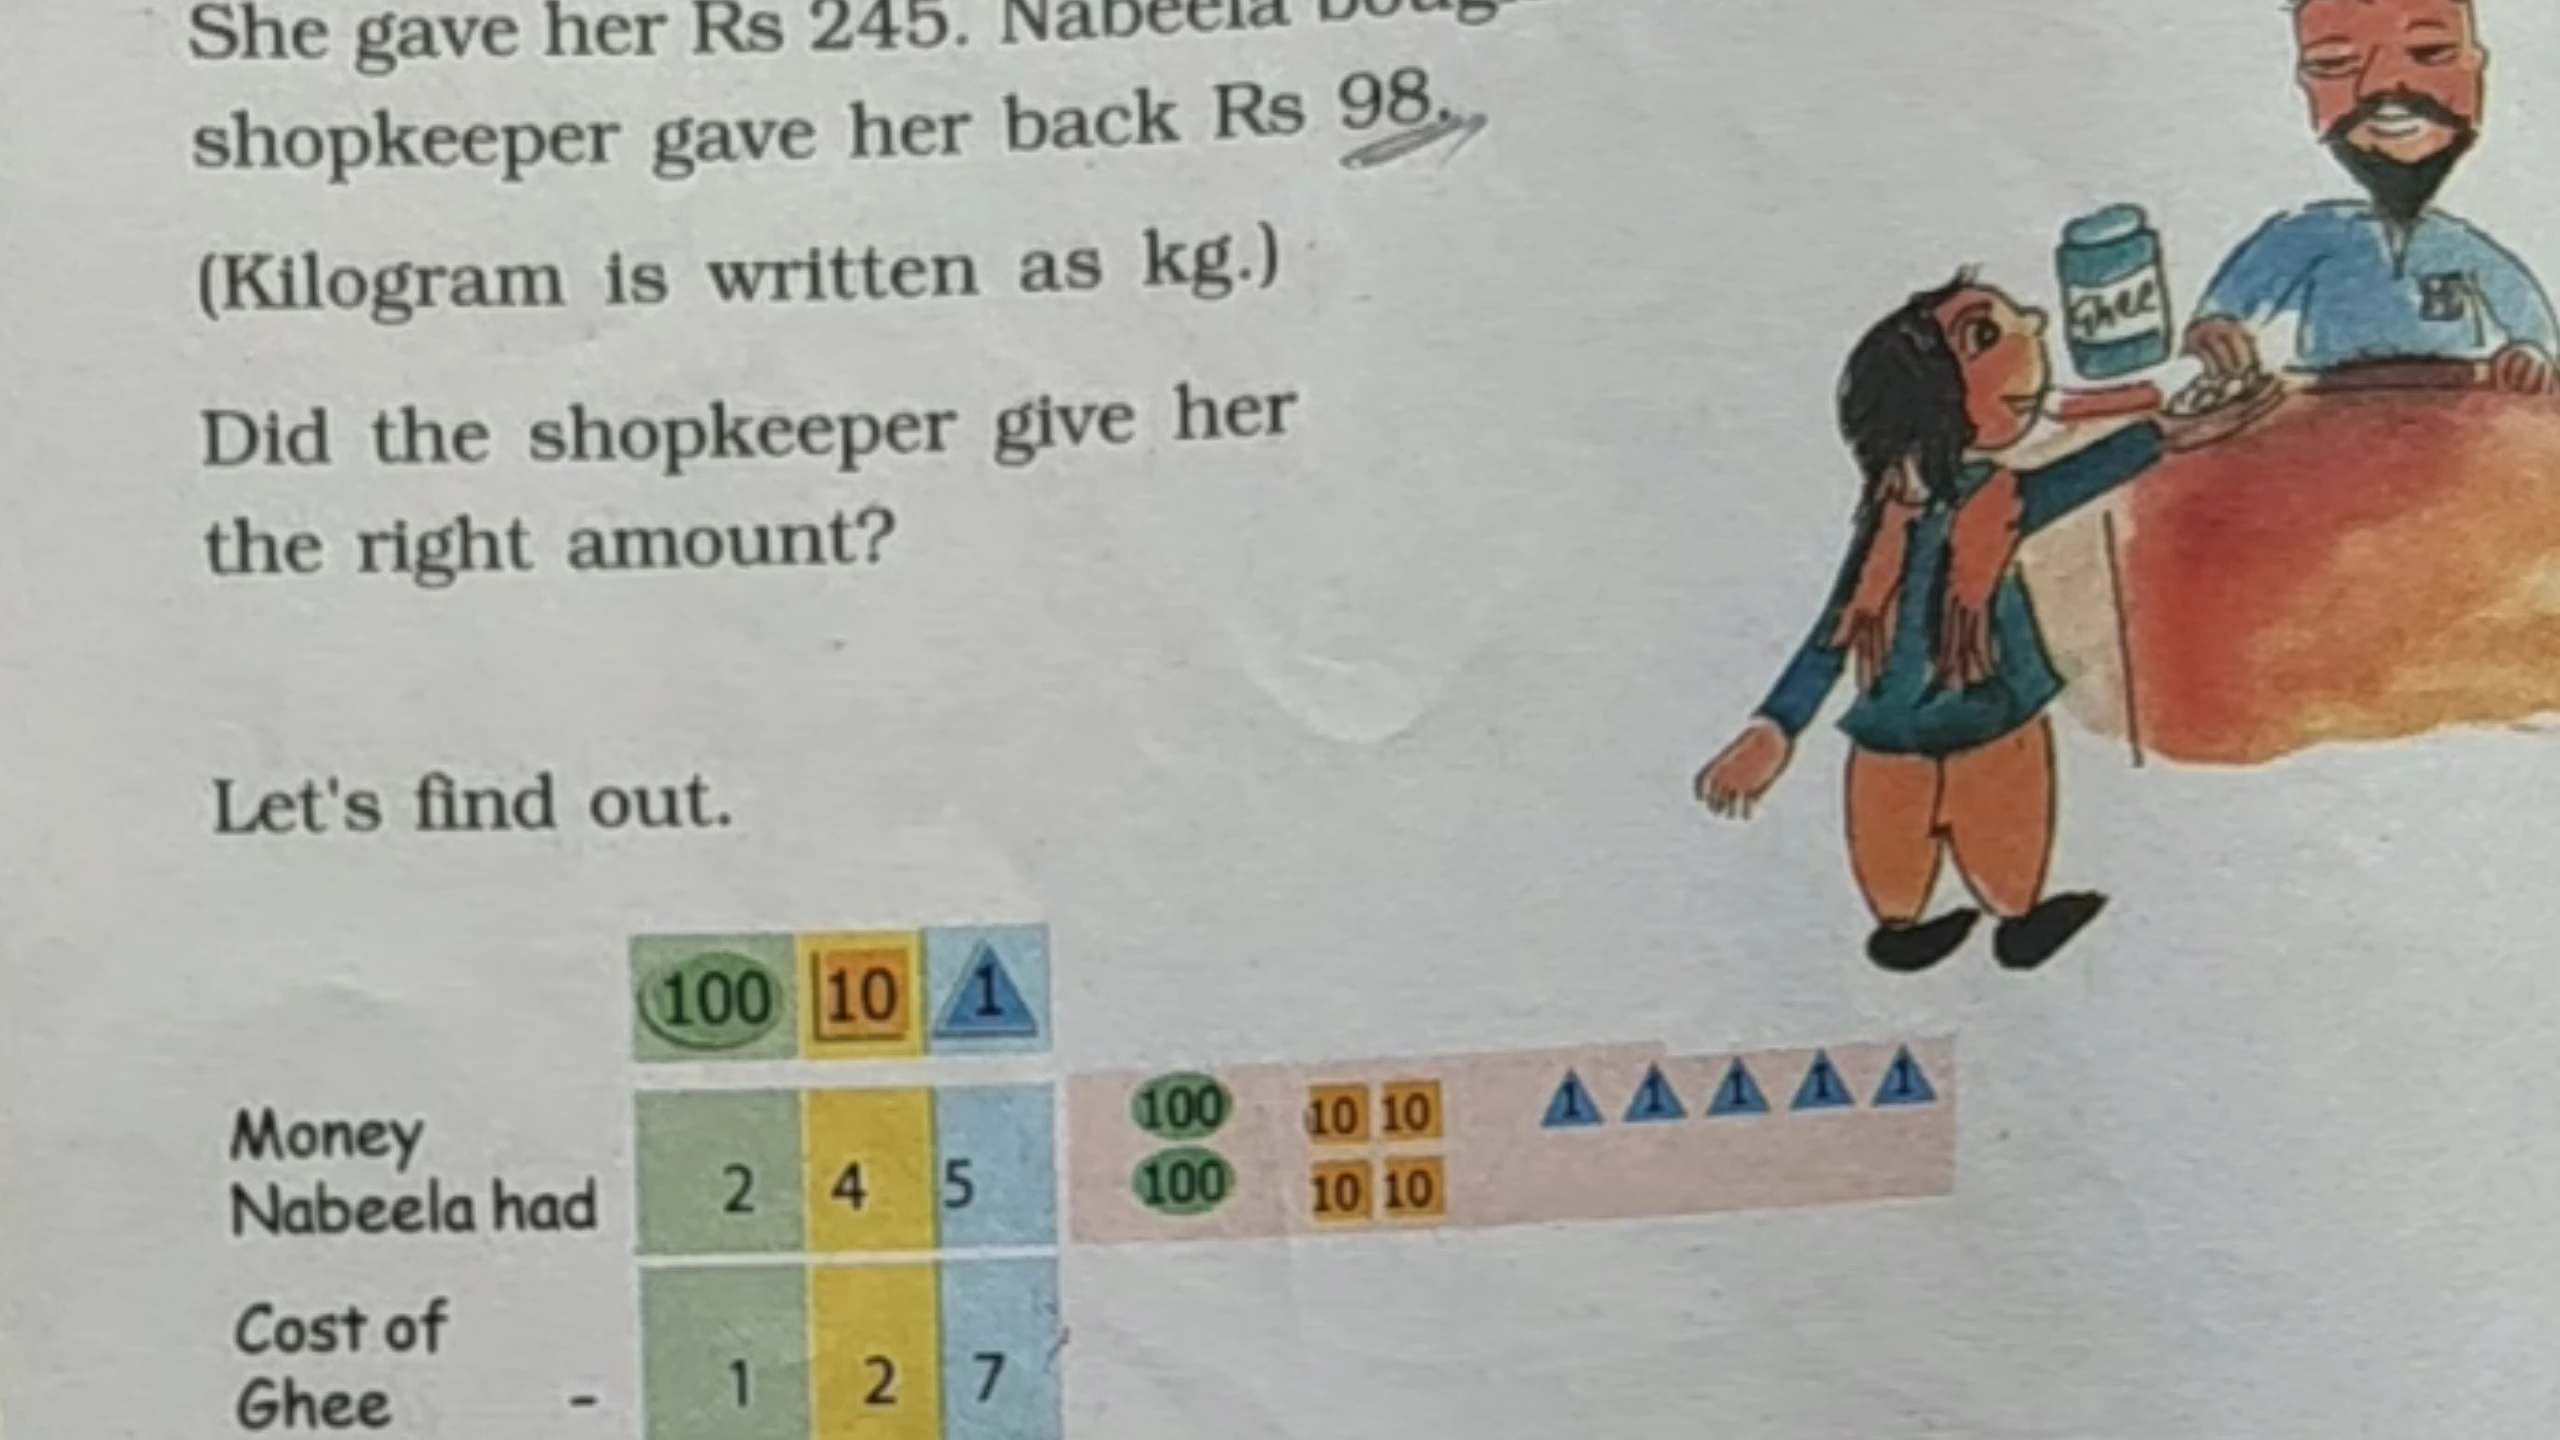 She gave her Rs 245. Nabeela
shopkeeper gave her back Rs 98.
(Kilogram is written as kg.)
Did the shopkeeper give her
the right amount?
Ghee
Let's find out.
100 10 1
Money
Nabeela had 2 4 5
100 10 10 1 1 1 1 1
100 10 10
Cost of
Ghee - 1 2 7